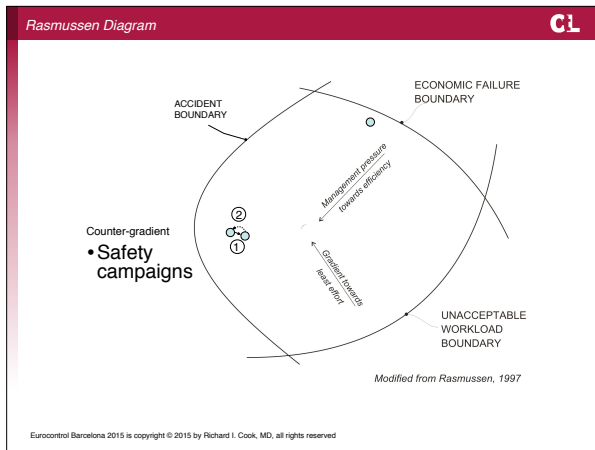 Rasmussen Diagram
CtL
ECONOMIC FAILURE
BOUNDARY
ACCIDENT
BOUNDARY
Management pressure
towards efficiency
2
Counter-gradient
1
• Safety
campaigns
Gradient towards
least effort
UNACCEPTABLE
WORKLOAD
BOUNDARY
Modified from Rasmussen, 1997
Eurocontrol Barcelona 2015 is copyright © 2015 by Richard I. Cook, MD, all rights reserved